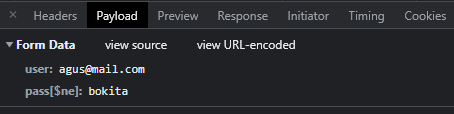 Headers Payload Preview Response Initiator Timing Cookies
Form Data view source view URL-encoded
user: agus@mail.com
pass[$ne]: bokita